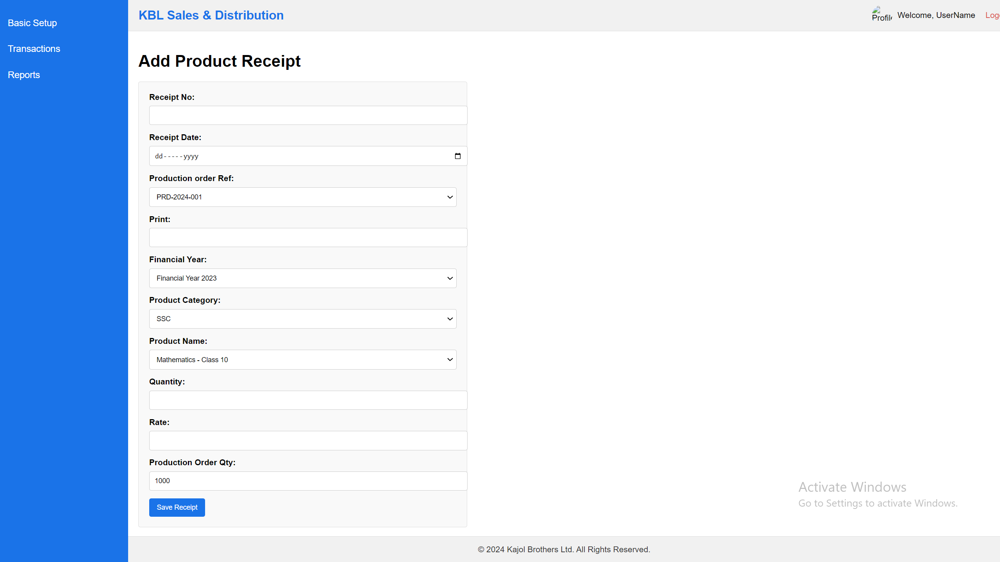 Basic Setup
Transactions
Reports
KBL Sales & Distribution
Profile
Welcome, UserName
Add Product Receipt
Receipt No:
Receipt Date:
dd-----yyyy
Production order Ref:
PRD-2024-001
Print:
Financial Year:
Financial Year 2023
Product Category:
SSC
Product Name:
Mathematics - Class 10
Quantity:
Rate:
Production Order Qty:
1000
Save Receipt
Activate Windows
Go to Settings to activate Windows.
© 2024 Kajol Brothers Ltd. All Rights Reserved.